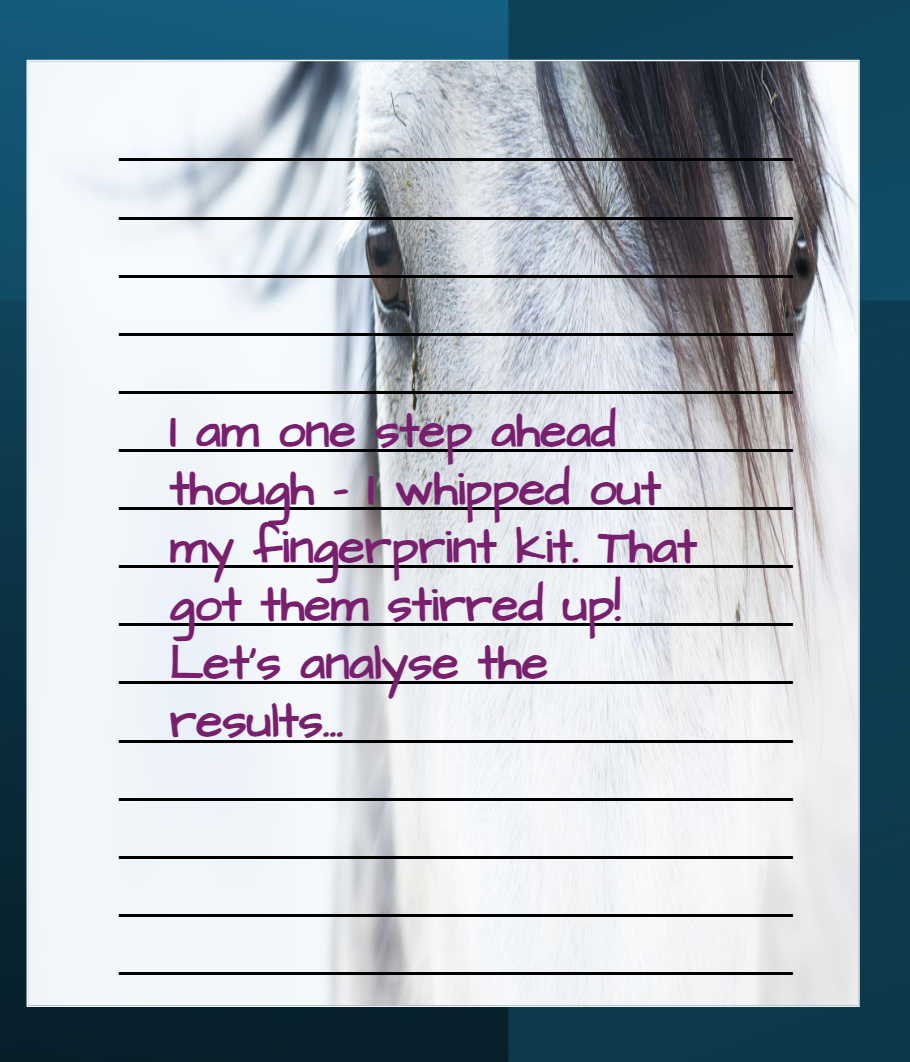 I am one step ahead
though - I whipped out
my fingerprint kit. That
got them stirred up!
Let's analyse the
results...